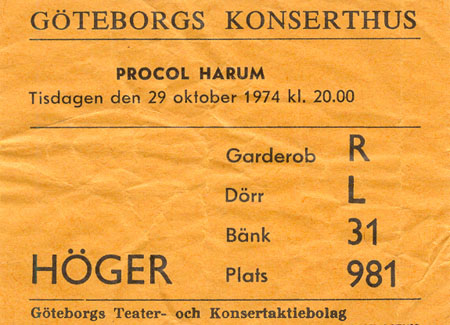 GÖTEBORGS KONSERTHUS
PROCOL HARUM
Tisdagen den 29 oktober 1974 kl. 20.00
Garderob R
Dörr L
Bänk 31
HÖGER Plats 981
Göteborgs Teater- och Konsertaktiebolag